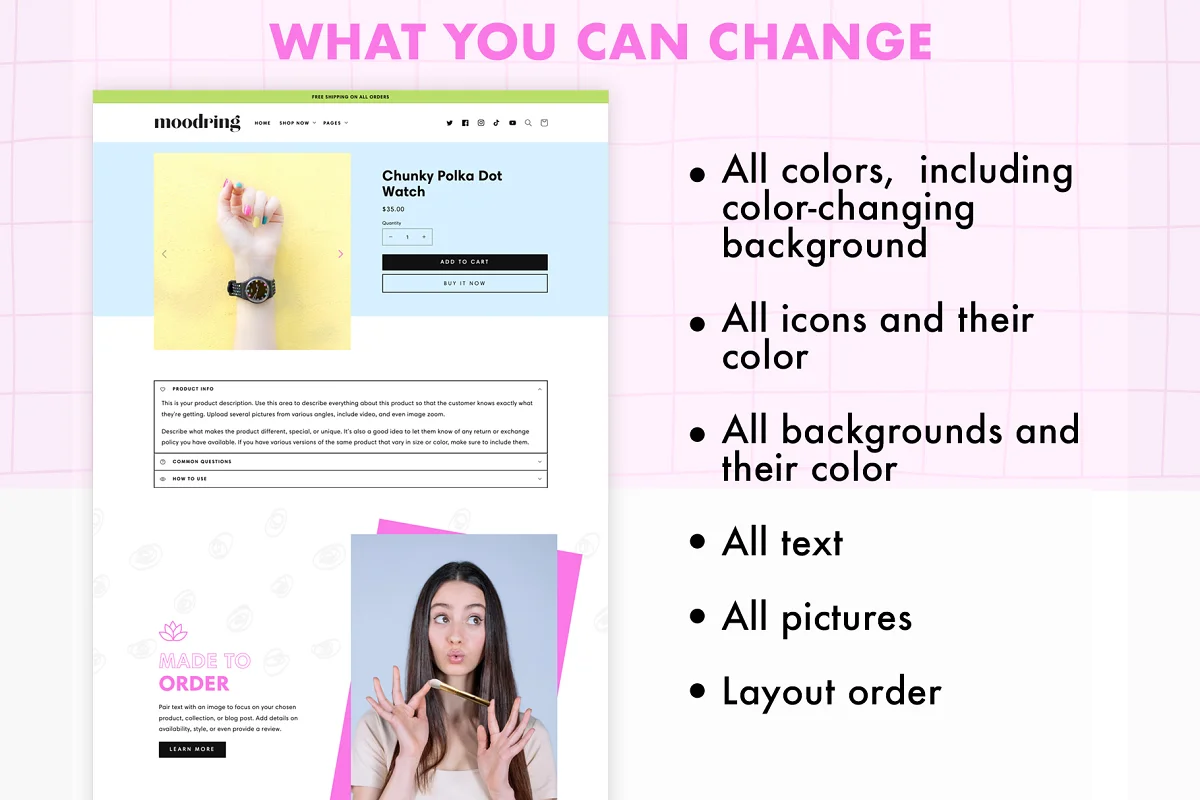 WHAT YOU CAN CHANGE
FREE SHIPPING ON ALL ORDERS
moodring
HOME SHOP NOW PAGES
Chunky Polka Dot
Watch
$35.00
Quantity
− 1 +
ADD TO CART
BUY IT NOW
PRODUCT INFO
This is your product description. Use this area to describe everything about this product so that the customer knows exactly what
they're getting. Upload several pictures from various angles, include video, and even image zoom.
Describe what makes the product different, special, or unique. It's also a good idea to let them know of any return or exchange
policy you have available. If you have various versions of the same product that vary in size or color, make sure to include them.
COMMON QUESTIONS
HOW TO USE
MADE TO
ORDER
Pair text with an image to focus on your chosen
product, collection, or blog post. Add details on
availability, style, or even provide a review.
LEARN MORE
• All colors, including
color-changing
background
• All icons and their
color
• All backgrounds and
their color
• All text
• All pictures
• Layout order